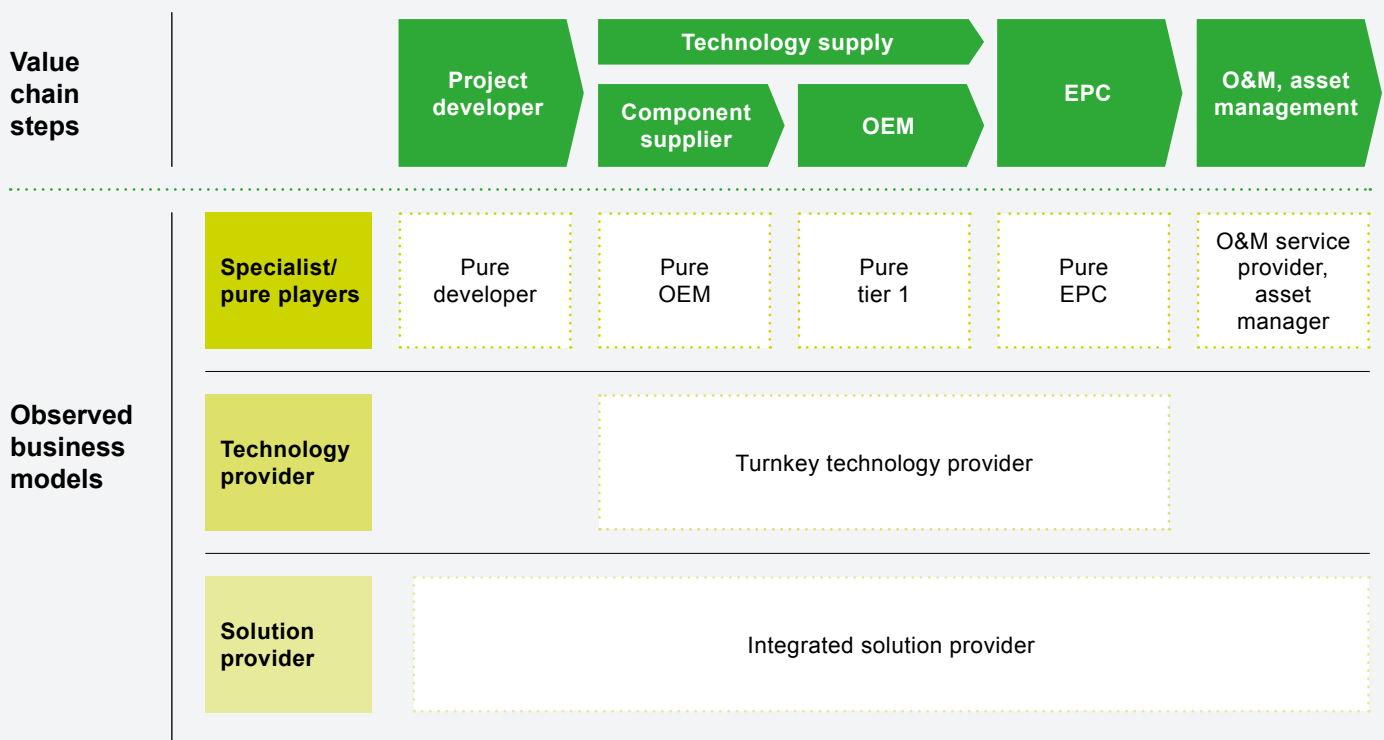 Value
chain
steps
Project
developer
Technology supply
Component
supplier
OEM
EPC
O&M, asset
management
Observed
business
models
Specialist/
pure players
Pure
developer
Pure
OEM
Pure
tier 1
Pure
EPC
O&M service
provider,
asset
manager
Technology
provider
Turnkey technology provider
Solution
provider
Integrated solution provider